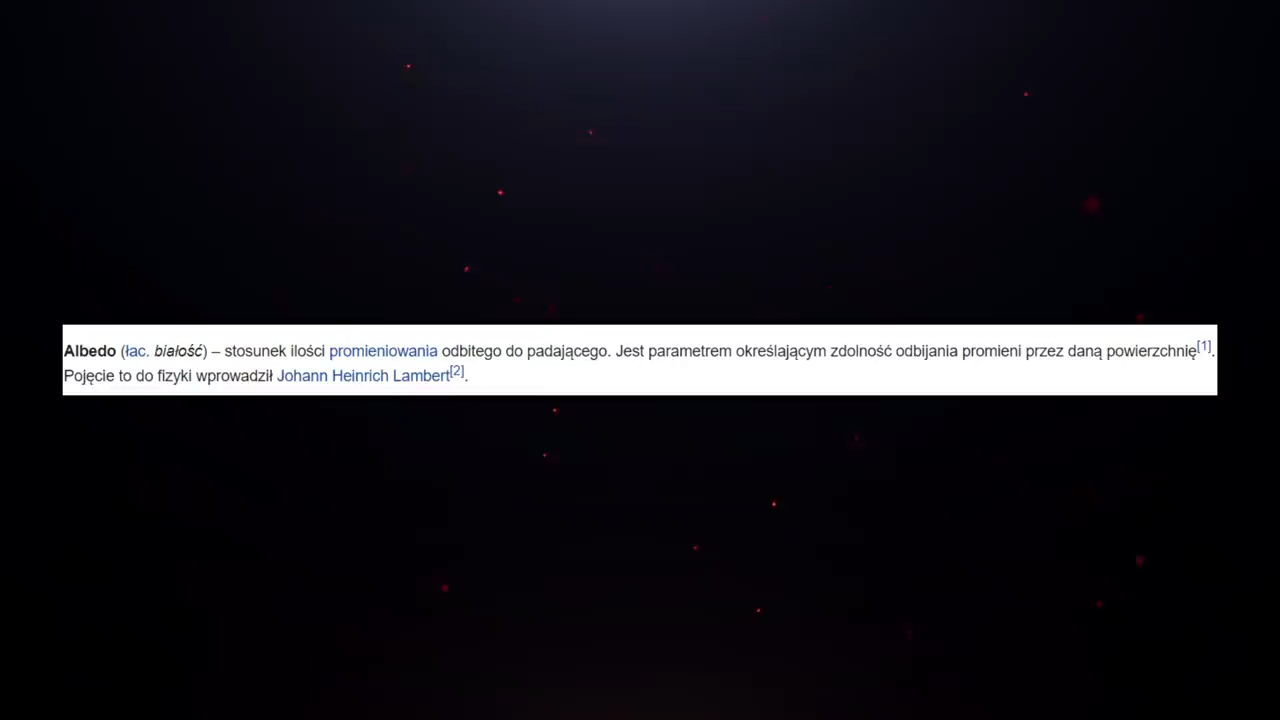 Albedo (łac. białość) – stosunek ilości promieniowania odbitego do padającego. Jest parametrem określającym zdolność odbijania promieni przez daną powierzchnię[1].
Pojęcie to do fizyki wprowadził Johann Heinrich Lambert[2].